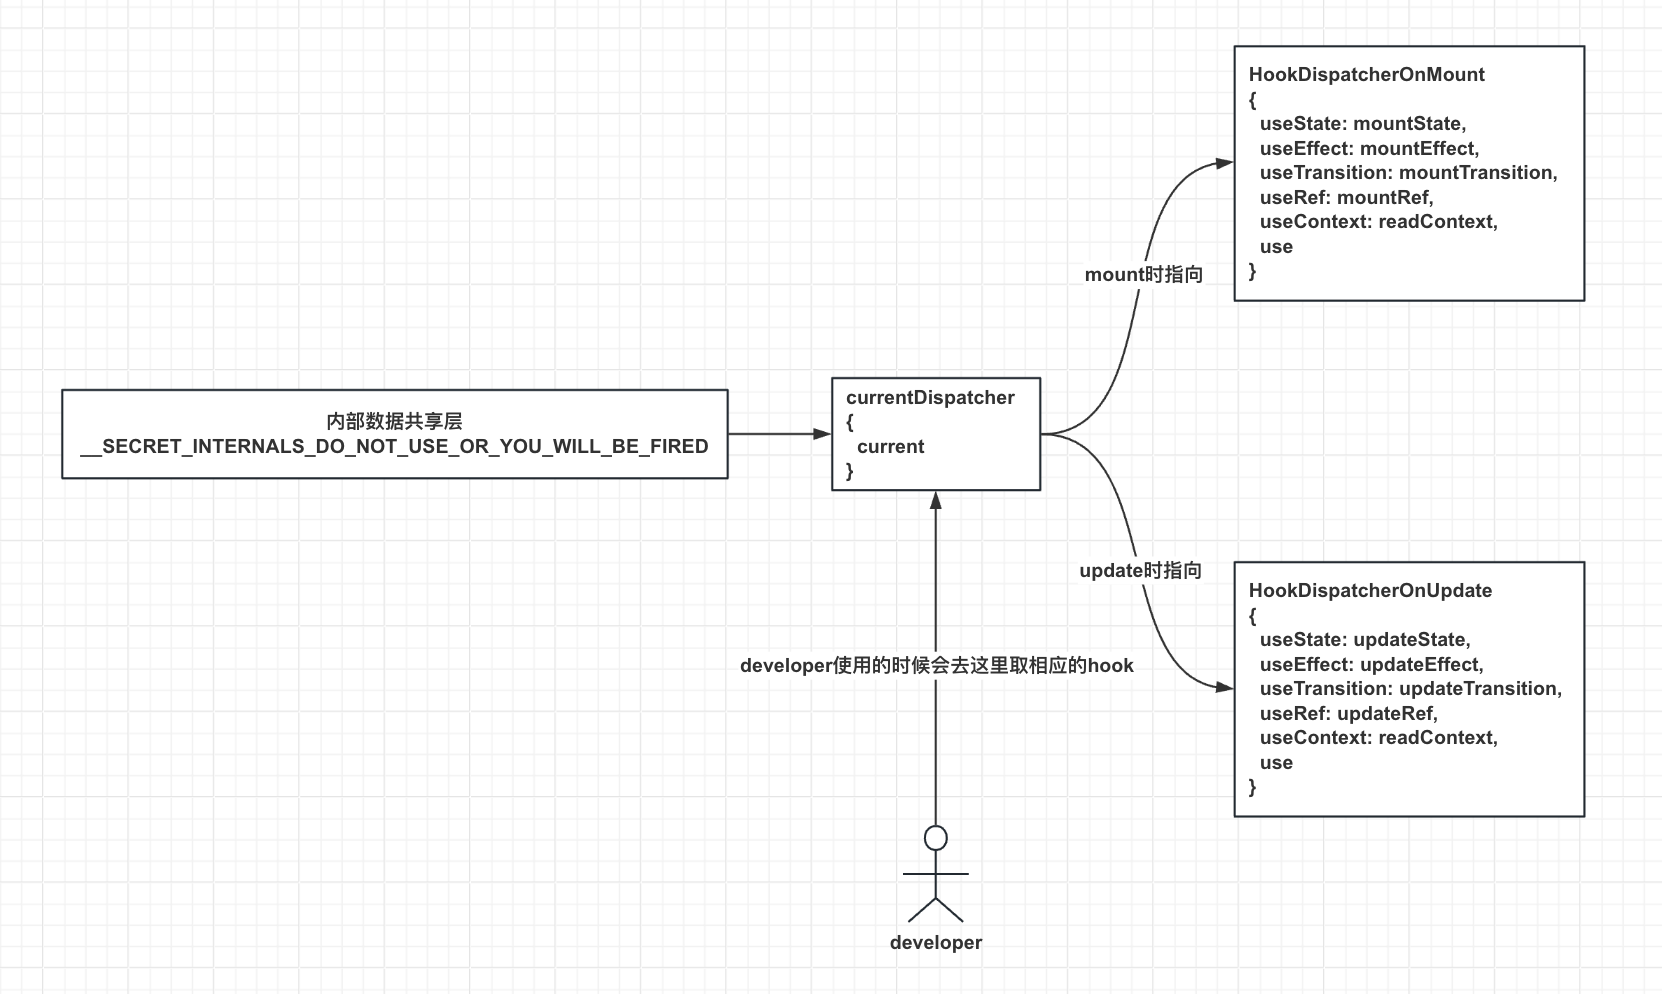 HookDispatcherOnMount
{
useState: mountState,
useEffect: mountEffect,
useTransition: mountTransition,
useRef: mountRef,
useContext: readContext,
use
}
mount时指向
内部数据共享层
__SECRET_INTERNALS_DO_NOT_USE_OR_YOU_WILL_BE_FIRED
currentDispatcher
{
current
}
update时指向
HookDispatcherOnUpdate
{
useState: updateState,
useEffect: updateEffect,
useTransition: updateTransition,
useRef: updateRef,
useContext: readContext,
use
}
developer使用的时候会去这里取相应的hook
developer